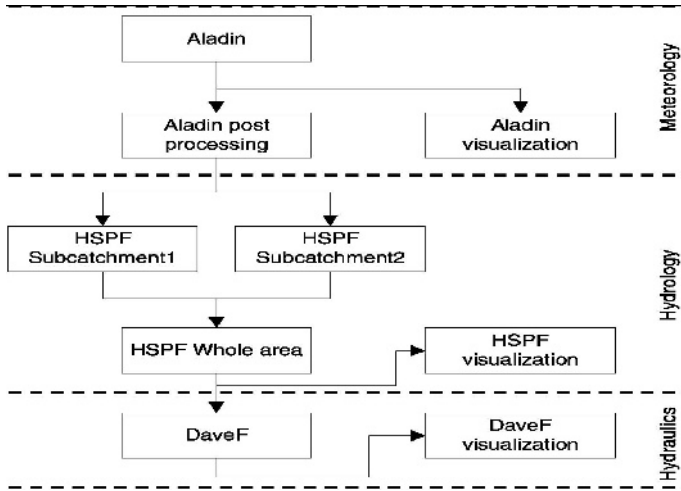 Aladin
Aladin post
processing
Aladin
visualization
Meteorology
HSPF
Subcatchment1
HSPF
Subcatchment2
HSPF Whole area
HSPF
visualization
Hydrology
DaveF
DaveF
visualization
Hydraulics